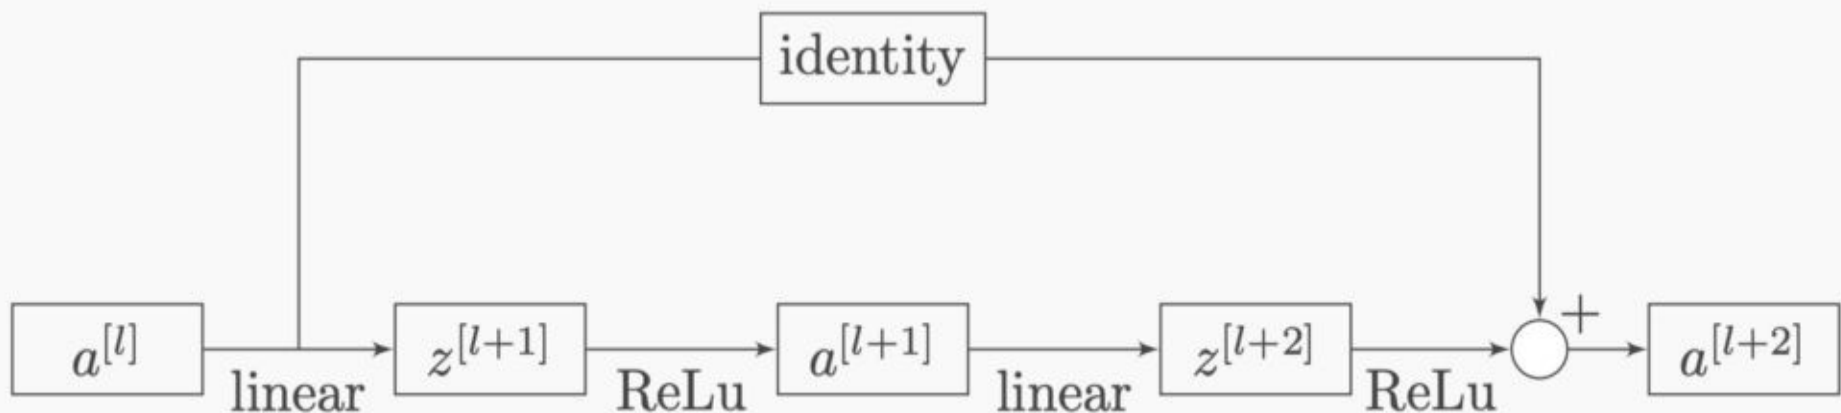 identity
+
a^{[l]} z^{[l+1]} a^{[l+1]} z^{[l+2]} a^{[l+2]}
linear ReLu linear ReLu